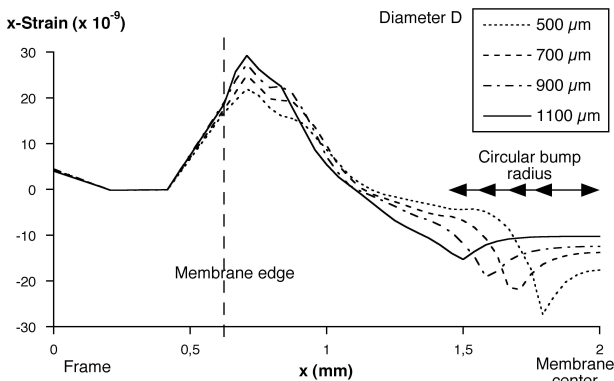 x-Strain (x 10⁻⁹)
Diameter D
500 µm
700 µm
900 µm
1100 µm
Circular bump
radius
30
20
10
0
-10
-20
-30
Membrane edge
0
0,5
1
1,5
2
Frame
x (mm)
Membrane
center